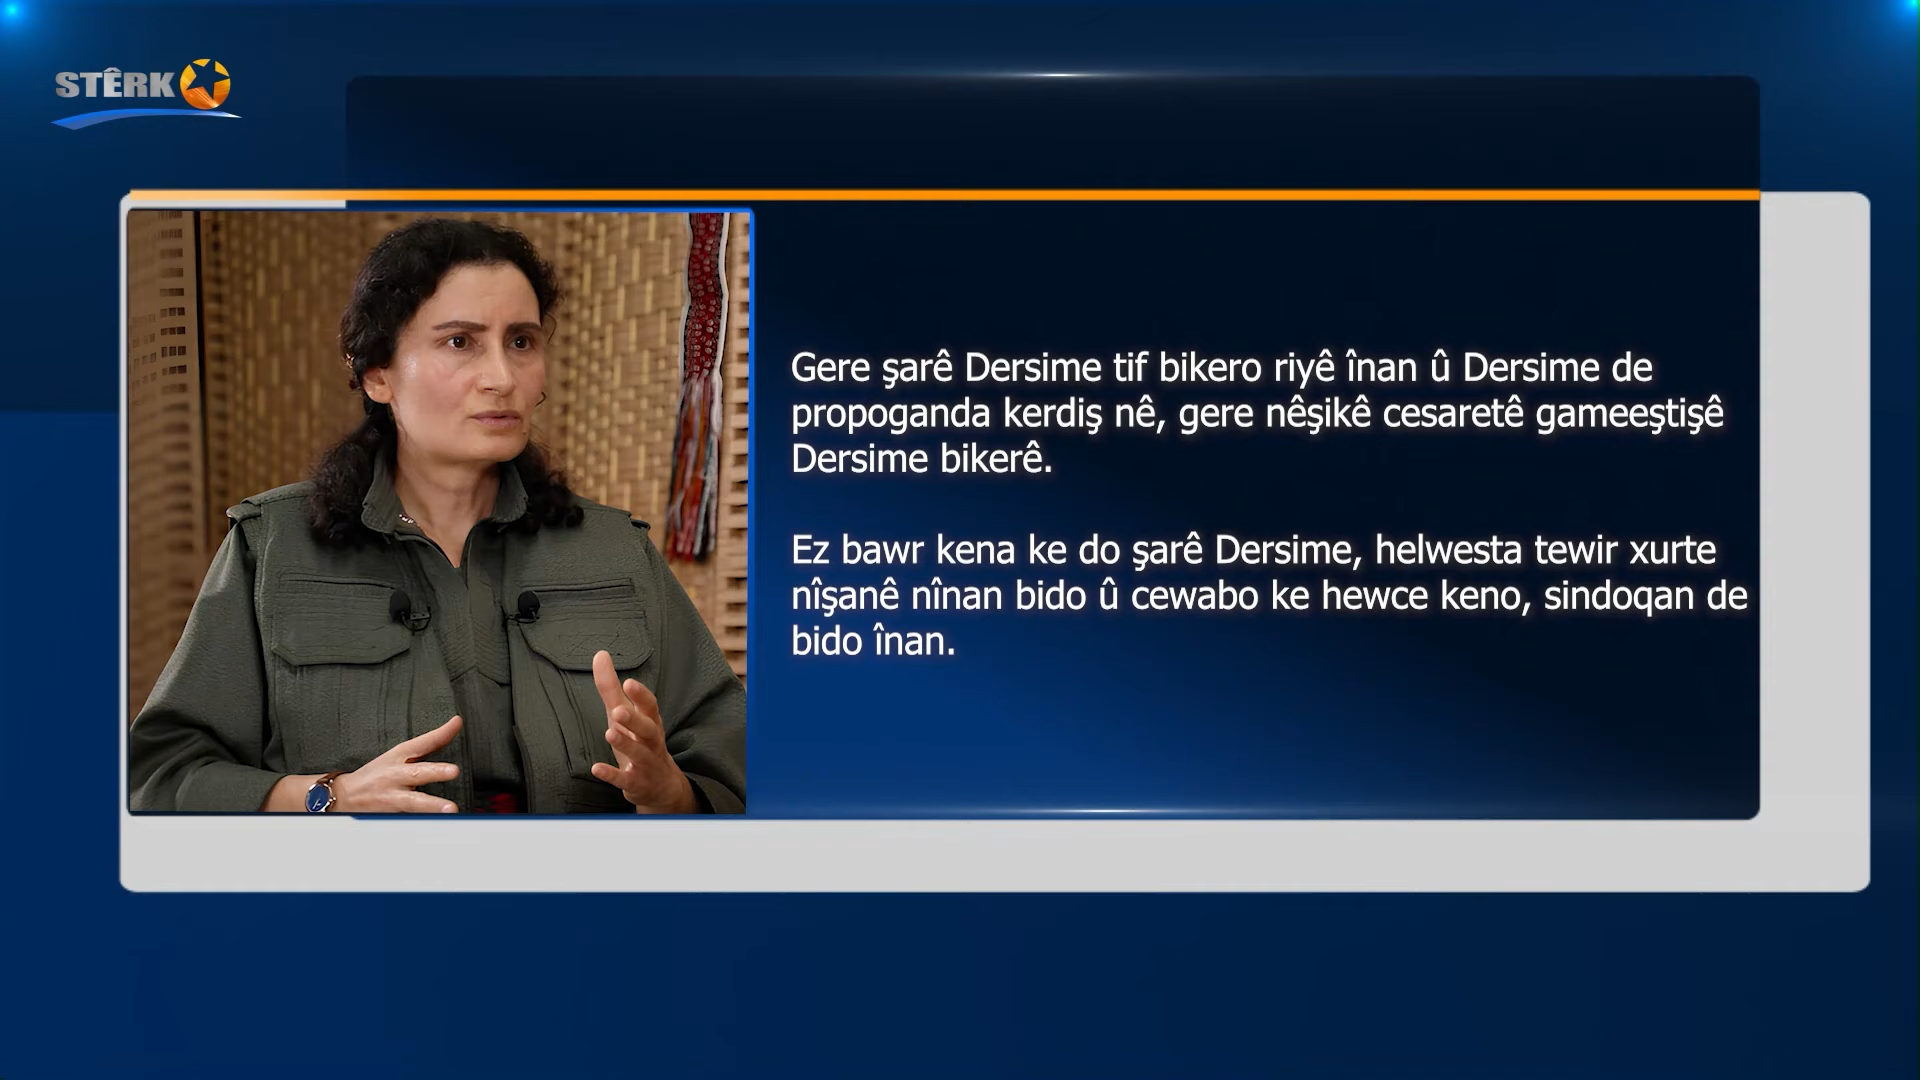 STÊRK
Gere şarê Dersime tif bikero riyê înan û Dersime de
propoganda kerdiş nê, gere nêşikê cesaretê gameeştişê
Dersime bikerê.
Ez bawr kena ke do şarê Dersime, helwesta tewir xurte
nîşanê nînan bido û cewabo ke hewce keno, sindoqan de
bido înan.